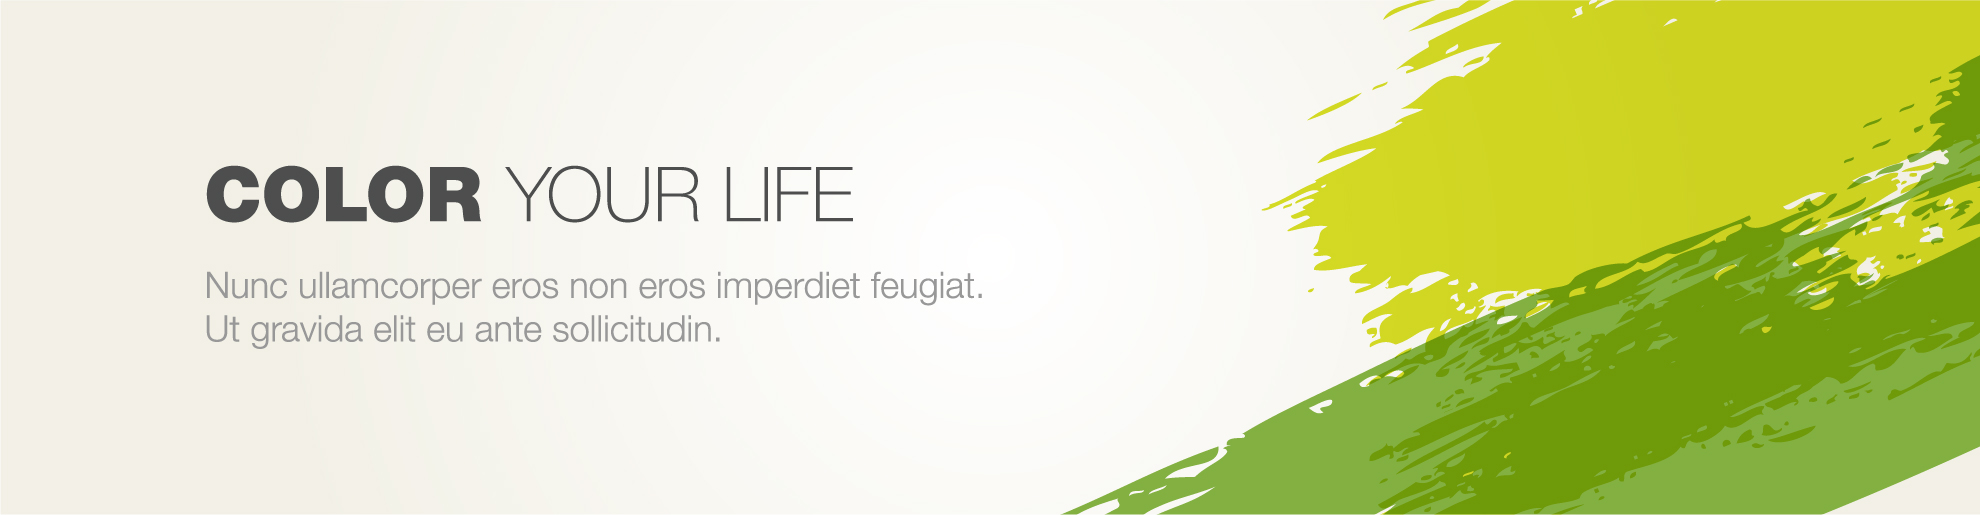 COLOR YOUR LIFE
Nunc ullamcorper eros non eros imperdiet feugiat.
Ut gravida elit eu ante sollicitudin.